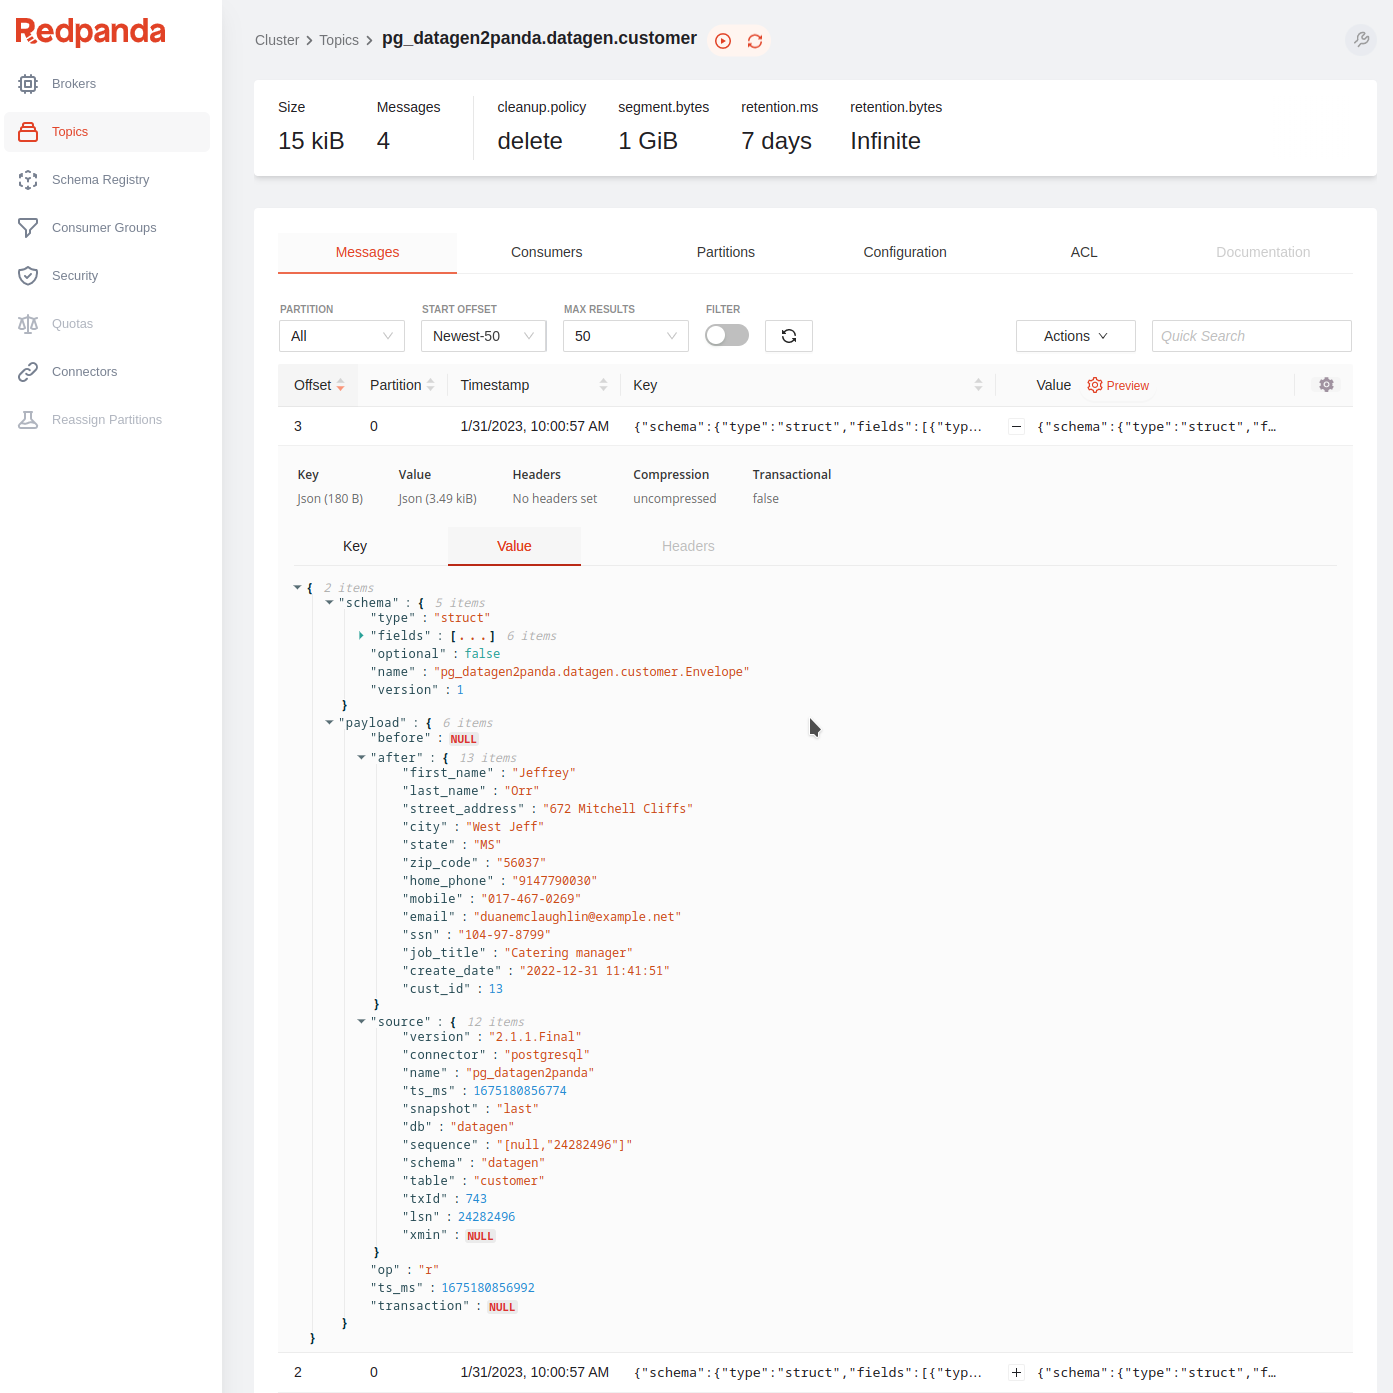 Redpanda
Brokers
Topics
Schema Registry
Consumer Groups
Security
Quotas
Connectors
Reassign Partitions
Cluster > Topics > pg_datagen2panda.datagen.customer
Size Messages cleanup.policy segment.bytes retention.ms retention.bytes
15 kiB 4 delete 1 GiB 7 days Infinite
Messages Consumers Partitions Configuration ACL Documentation
PARTITION START OFFSET MAX RESULTS FILTER
All Newest-50 50 Actions Quick Search
Offset Partition Timestamp Key Value Preview
3 0 1/31/2023, 10:00:57 AM {"schema":{"type":"struct","fields":[{"typ... {"schema":{"type":"struct","f...
Key Value Headers Compression Transactional
Json (180 B) Json (3.49 kiB) No headers set uncompressed false
Key Value Headers
{ 2 items
"schema" : { 5 items
"type" : "struct"
"fields" : [...] 6 items
"optional" : false
"name" : "pg_datagen2panda.datagen.customer.Envelope"
"version" : 1
}
"payload" : { 6 items
"before" : NULL
"after" : { 13 items
"first_name" : "Jeffrey"
"last_name" : "Orr"
"street_address" : "672 Mitchell Cliffs"
"city" : "West Jeff"
"state" : "MS"
"zip_code" : "56037"
"home_phone" : "9147790030"
"mobile" : "017-467-0269"
"email" : "duanemclaughlin@example.net"
"ssn" : "104-97-8799"
"job_title" : "Catering manager"
"create_date" : "2022-12-31 11:41:51"
"cust_id" : 13
}
"source" : { 12 items
"version" : "2.1.1.Final"
"connector" : "postgresql"
"name" : "pg_datagen2panda"
"ts_ms" : 1675180856774
"snapshot" : "last"
"db" : "datagen"
"sequence" : "[null,"24282496"]"
"schema" : "datagen"
"table" : "customer"
"txId" : 743
"lsn" : 24282496
"xmin" : NULL
}
"op" : "r"
"ts_ms" : 1675180856992
"transaction" : NULL
}
}
2 0 1/31/2023, 10:00:57 AM {"schema":{"type":"struct","fields":[{"typ... {"schema":{"type":"struct","f...